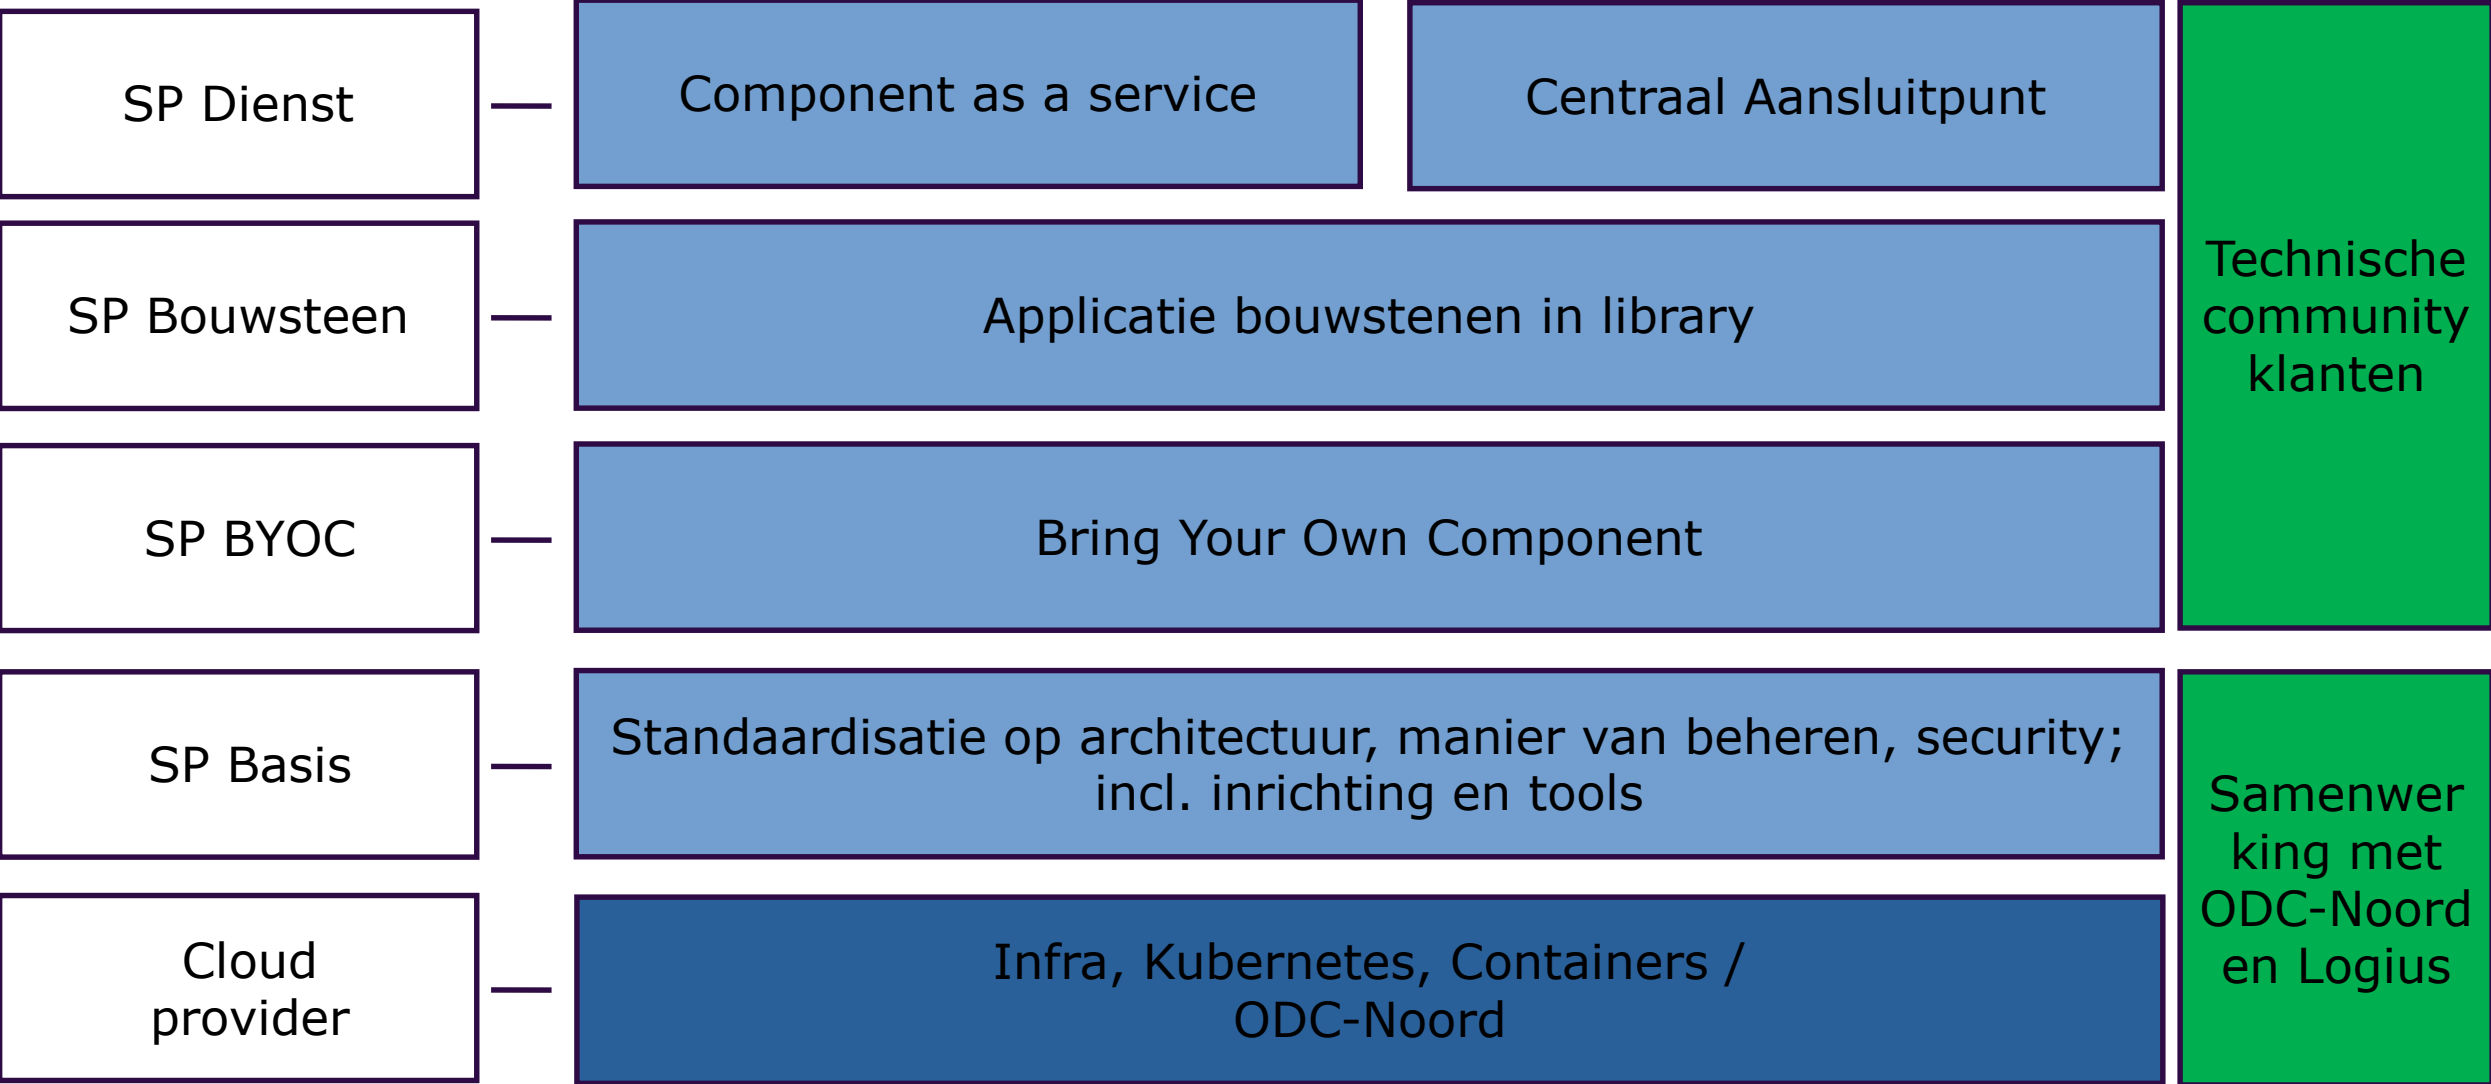 SP Dienst
Component as a service
Centraal Aansluitpunt
SP Bouwsteen
Applicatie bouwstenen in library
SP BYOC
Bring Your Own Component
Technische
community
klanten
SP Basis
Standaardisatie op architectuur, manier van beheren, security;
incl. inrichting en tools
Cloud
provider
Infra, Kubernetes, Containers /
ODC-Noord
Samenwer
king met
ODC-Noord
en Logius